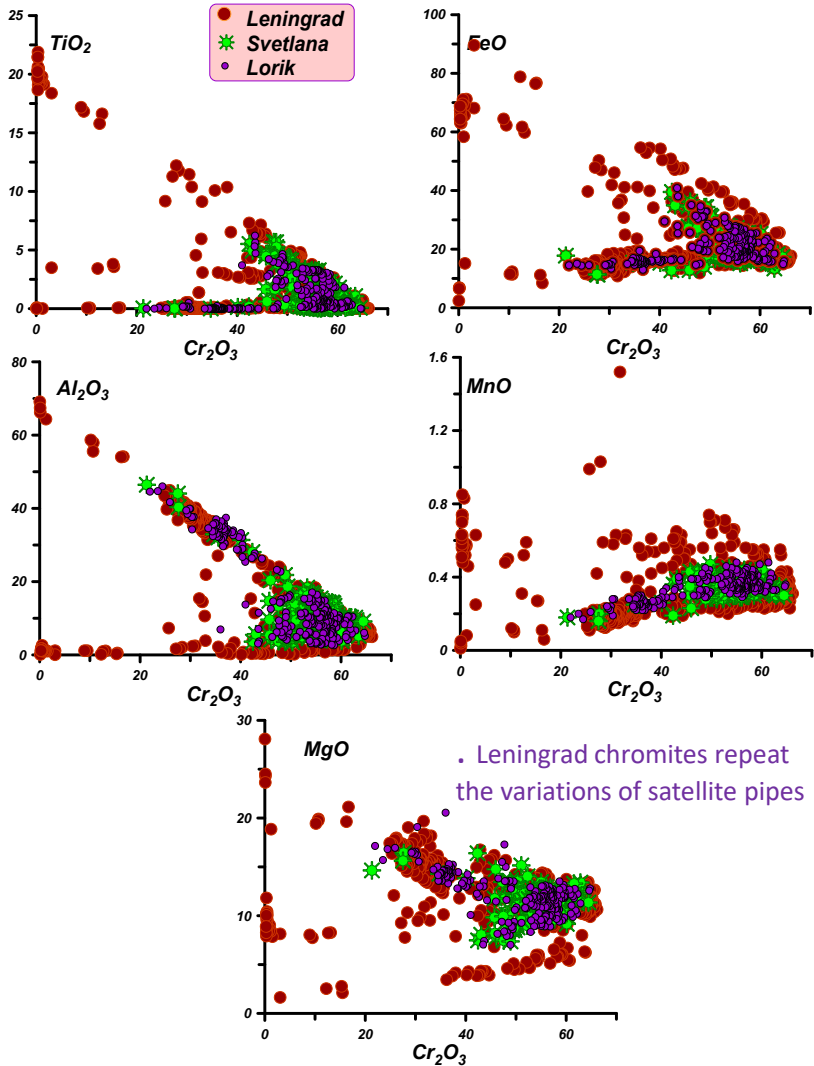 Leningrad
Svetlana
Lorik
TiO2
25
20
15
10
5
0
0 20 40 60
Cr2O3
FeO
100
80
60
40
20
0
0 20 40 60
Cr2O3
Al2O3
80
60
40
20
0
0 20 40 60
Cr2O3
MnO
1.6
1.2
0.8
0.4
0
0 20 40 60
Cr2O3
MgO
30
20
10
0
0 20 40 60
Cr2O3
. Leningrad chromites repeat
the variations of satellite pipes